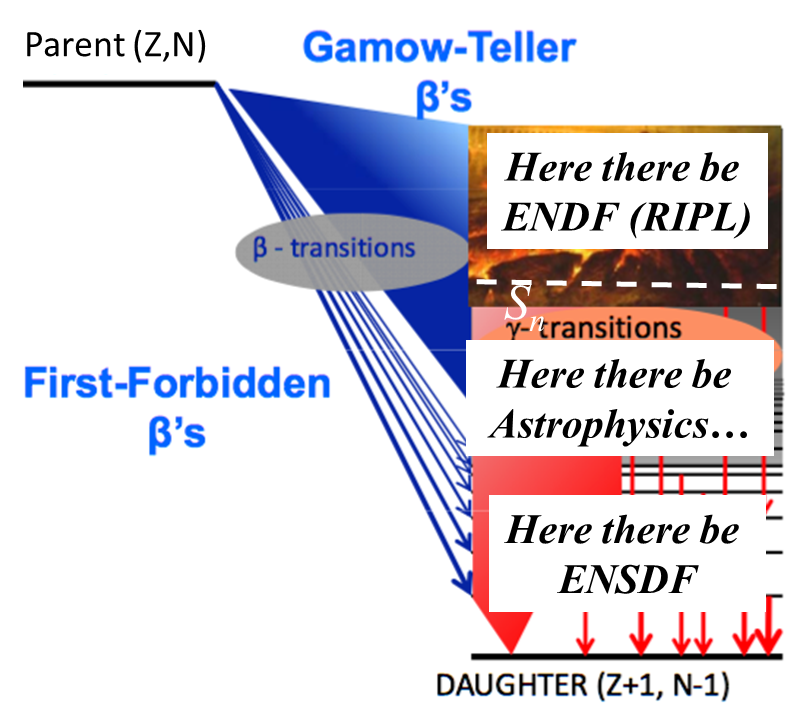 Parent (Z,N)
Gamow-Teller
β's
Here there be
ENDF (RIPL)
β - transitions
Sn
γ- transitions
First-Forbidden
β's
Here there be
Astrophysics…
Here there be
ENSDF
DAUGHTER (Z+1, N-1)